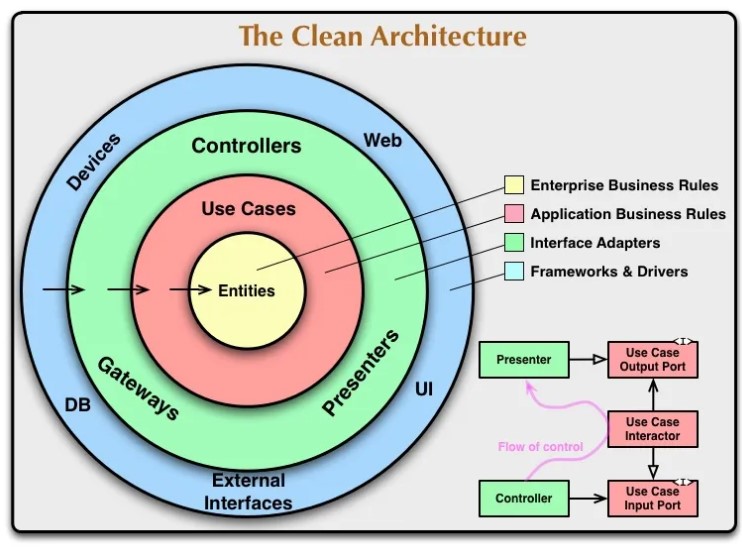 The Clean Architecture
Devices
Web
Controllers
Use Cases
Entities
Gateways
Presenters
DB
UI
External
Interfaces
Enterprise Business Rules
Application Business Rules
Interface Adapters
Frameworks & Drivers
Presenter
Use Case
Output Port
<I>
Flow of control
Use Case
Interactor
Controller
Use Case
Input Port
<I>